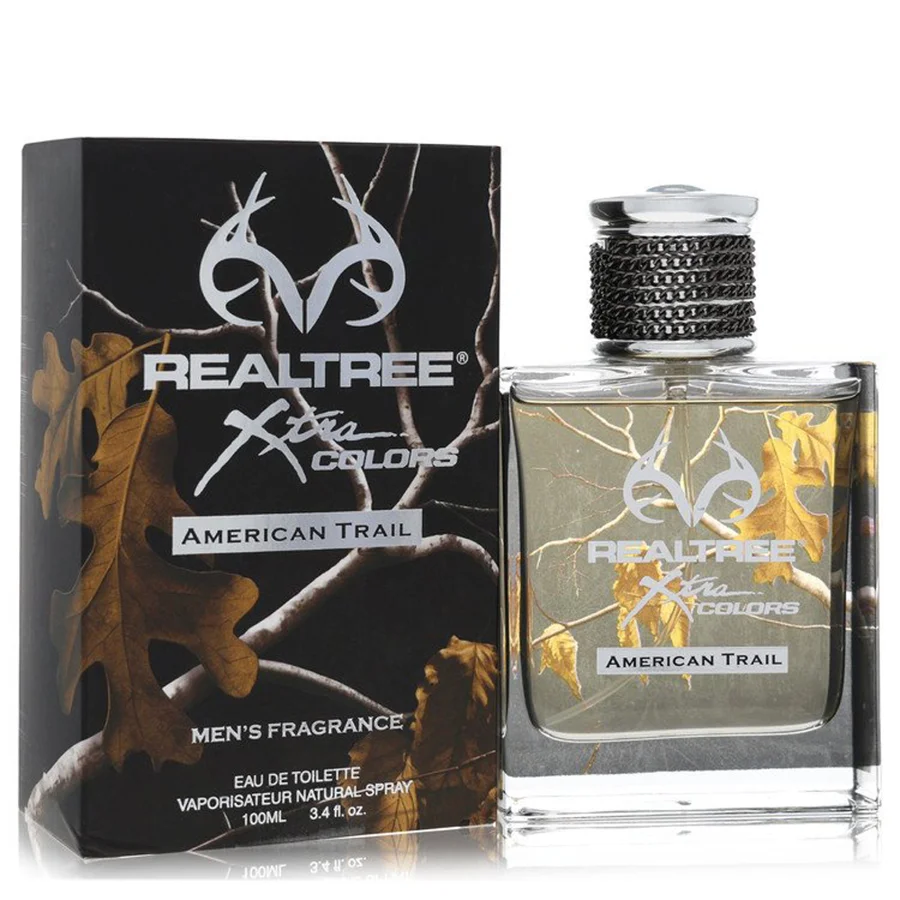 REALTREE®
Xtra
COLORS
AMERICAN TRAIL
MEN'S FRAGRANCE
EAU DE TOILETTE
VAPORISATEUR NATURAL SPRAY
100ML 3.4 fl. oz.
REALTREE®
Xtra
COLORS
AMERICAN TRAIL